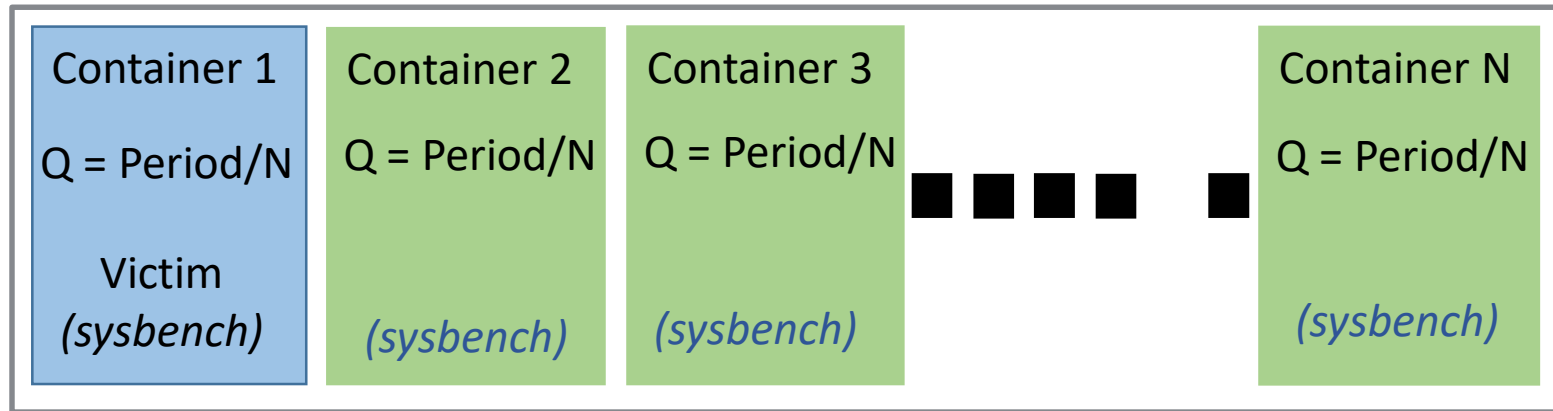 Container 1
Q = Period/N
Victim
(sysbench)
Container 2
Q = Period/N
(sysbench)
Container 3
Q = Period/N
(sysbench)
Container N
Q = Period/N
(sysbench)